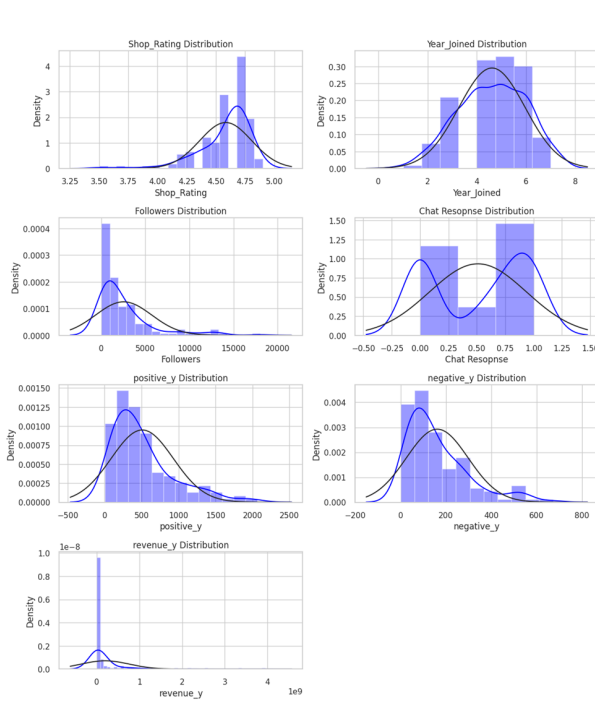 Shop_Rating Distribution
Density
4
3
2
1
0
3.25 3.50 3.75 4.00 4.25 4.50 4.75 5.00
Shop_Rating
Year_Joined Distribution
Density
0.30
0.25
0.20
0.15
0.10
0.05
0.00
0 2 4 6 8
Year_Joined
Followers Distribution
Density
0.0004
0.0003
0.0002
0.0001
0.0000
0 5000 10000 15000 20000
Followers
Chat Resopnse Distribution
Density
1.50
1.25
1.00
0.75
0.50
0.25
0.00
−0.50 −0.25 0.00 0.25 0.50 0.75 1.00 1.25
Chat Resopnse
positive_y Distribution
Density
0.00150
0.00125
0.00100
0.00075
0.00050
0.00025
0.00000
−500 0 500 1000 1500 2000 2500
positive_y
negative_y Distribution
Density
0.004
0.003
0.002
0.001
0.000
−200 0 200 400 600 800
negative_y
1e−8
revenue_y Distribution
Density
1.0
0.8
0.6
0.4
0.2
0.0
0 1 2 3 4
1e9
revenue_y